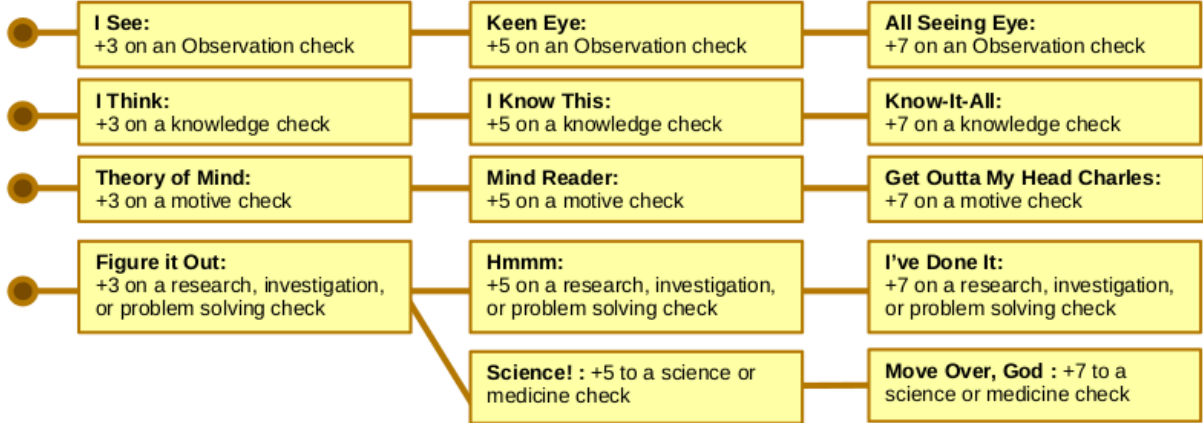 I See:
+3 on an Observation check
Keen Eye:
+5 on an Observation check
All Seeing Eye:
+7 on an Observation check
I Think:
+3 on a knowledge check
I Know This:
+5 on a knowledge check
Know-It-All:
+7 on a knowledge check
Theory of Mind:
+3 on a motive check
Mind Reader:
+5 on a motive check
Get Outta My Head Charles:
+7 on a motive check
Figure it Out:
+3 on a research, investigation,
or problem solving check
Hmmm:
+5 on a research, investigation,
or problem solving check
I’ve Done It:
+7 on a research, investigation,
or problem solving check
Science! : +5 to a science or
medicine check
Move Over, God : +7 to a
science or medicine check